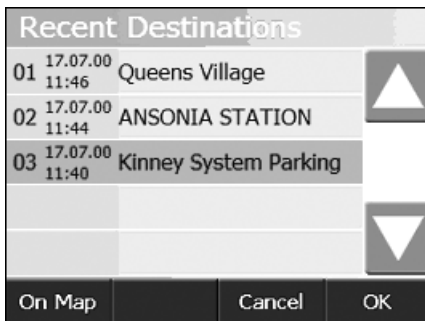 Recent Destinations
01 17.07.00 11:46 Queens Village
02 17.07.00 11:44 ANSONIA STATION
03 17.07.00 11:40 Kinney System Parking
On Map Cancel OK